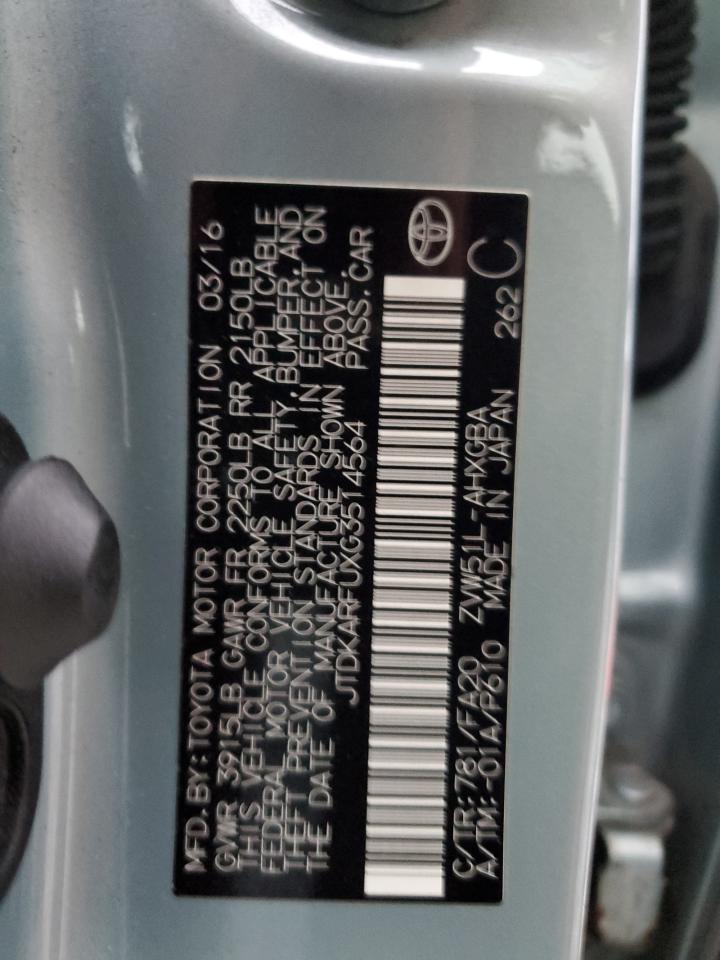 MFD. BY: TOYOTA MOTOR CORPORATION 03/16
GVWR 3915LB GAWR FR 2250LB RR 2150LB
THIS VEHICLE CONFORMS TO ALL APPLICABLE
FEDERAL MOTOR VEHICLE SAFETY, BUMPER, AND
THEFT PREVENTION STANDARDS IN EFFECT ON
THE DATE OF MANUFACTURE SHOWN ABOVE.
JTDKARFUXG3514564 PASS. CAR
C/TR: 781/FA20 ZVW51L-AHXGBA
A/TM: -01A/P610 MADE IN JAPAN 262 C